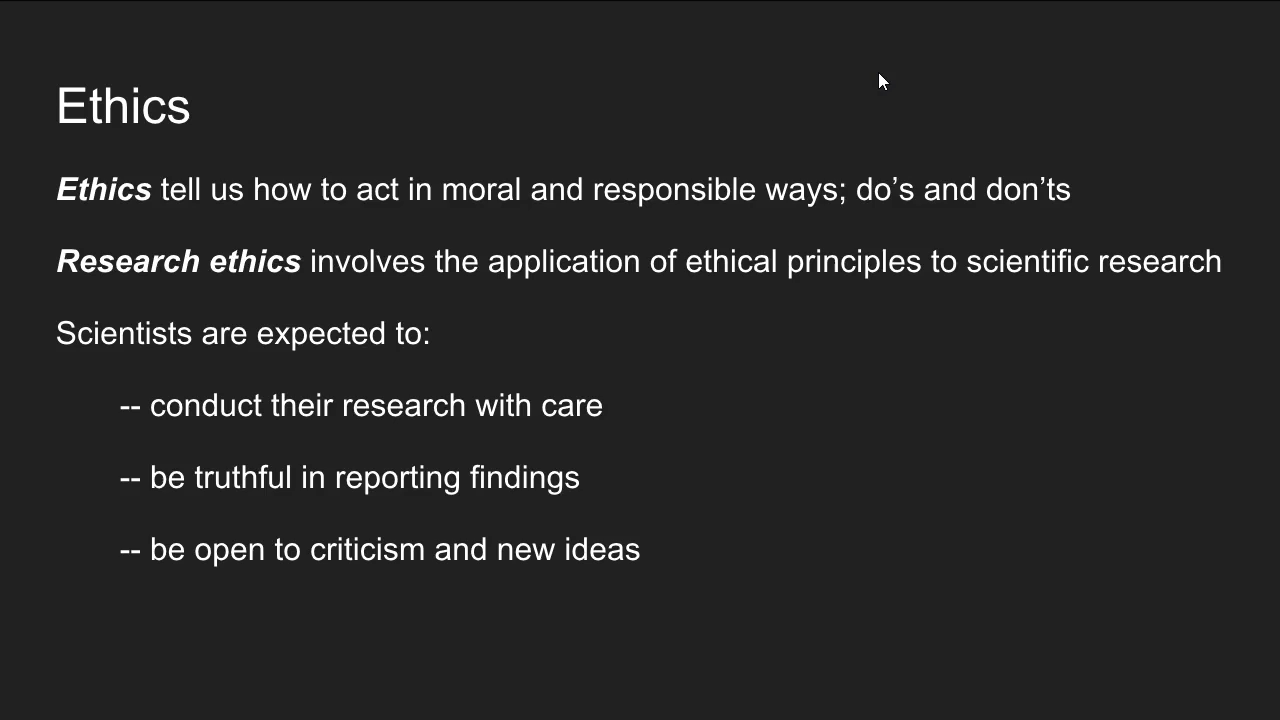 Ethics
Ethics tell us how to act in moral and responsible ways; do’s and don’ts
Research ethics involves the application of ethical principles to scientific research
Scientists are expected to:
-- conduct their research with care
-- be truthful in reporting findings
-- be open to criticism and new ideas